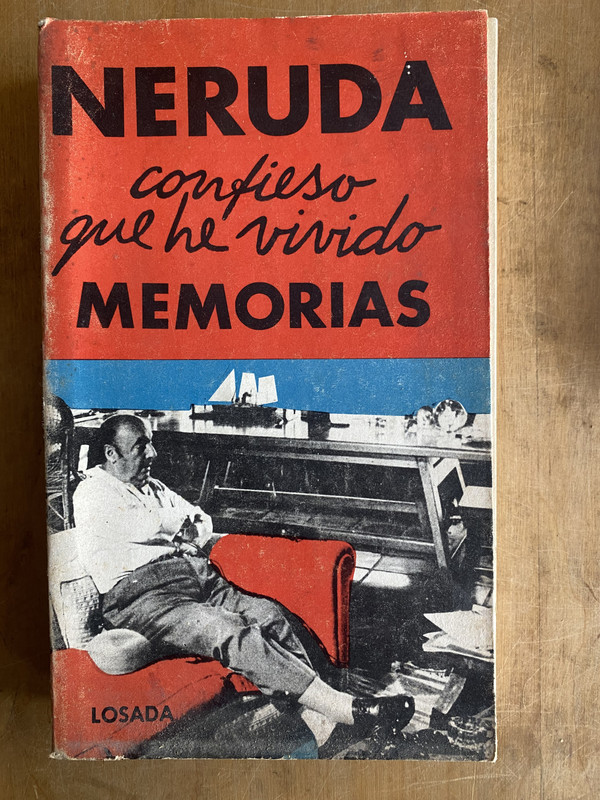 NERUDA
confieso
que he vivido
MEMORIAS
LOSADA